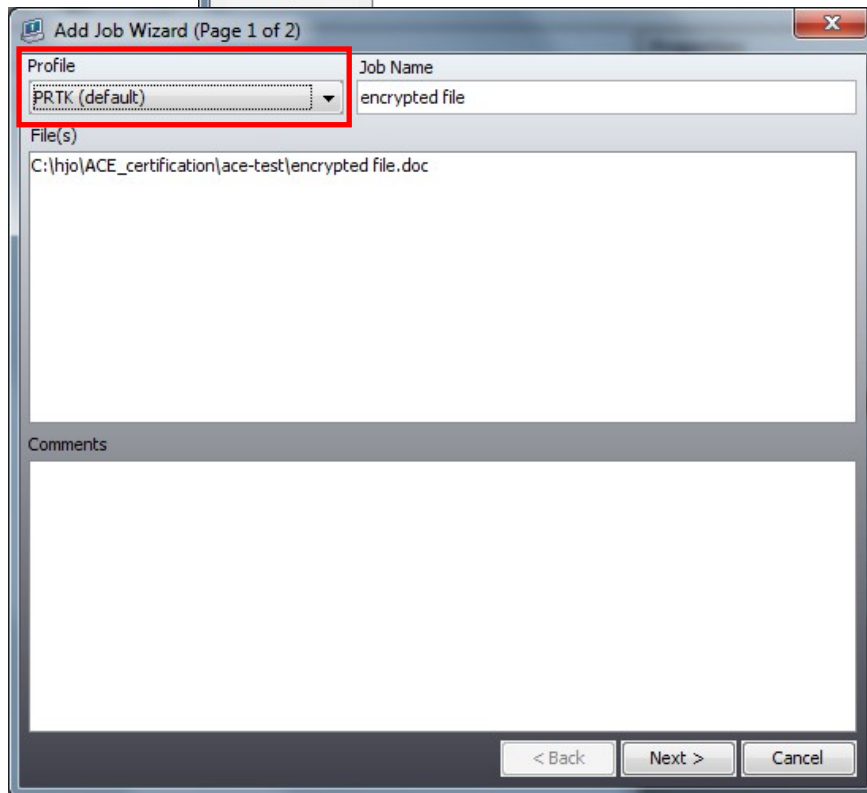 Add Job Wizard (Page 1 of 2)
Profile
Job Name
PRTK (default)
encrypted file
File(s)
C:\hjo\ACE_certification\ace-test\encrypted file.doc
Comments
< Back
Next >
Cancel